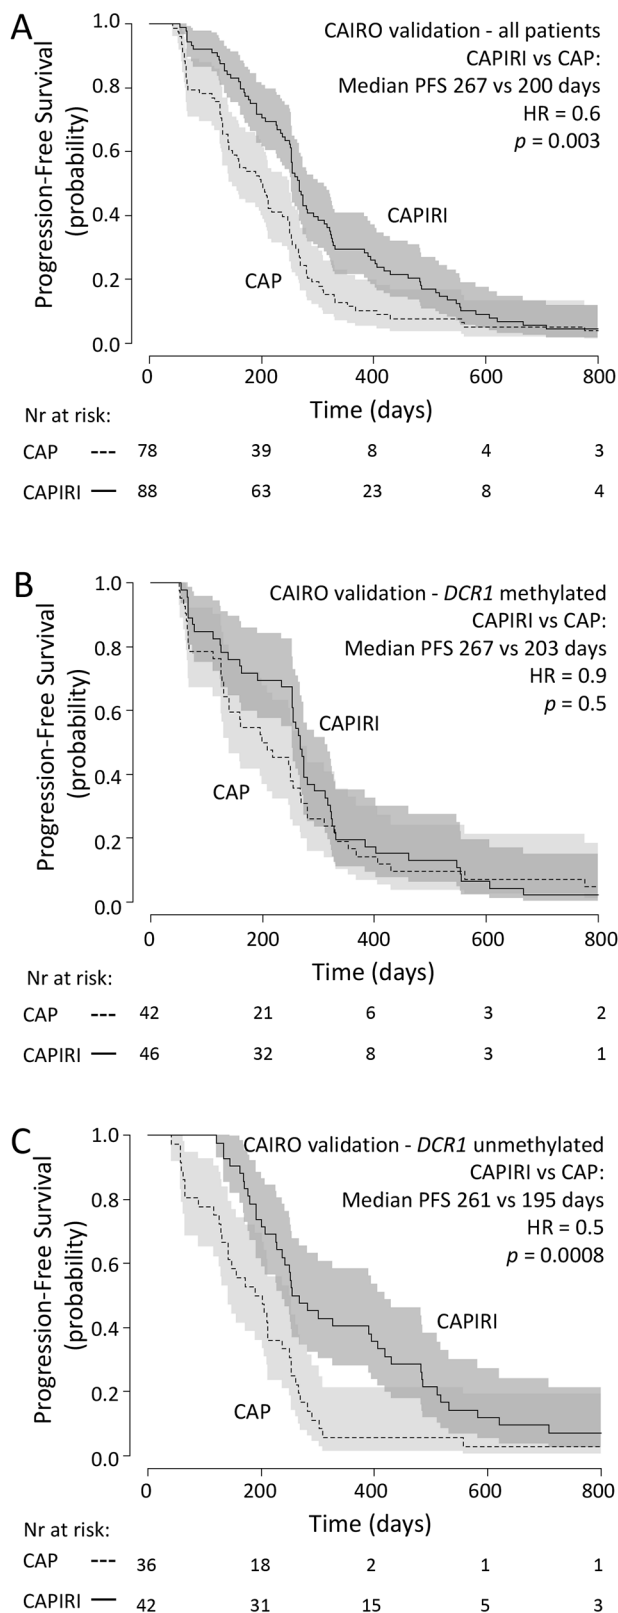 A
CAIRO validation - all patients
CAPIRI vs CAP:
Median PFS 267 vs 200 days
HR = 0.6
p = 0.003
Progression-Free Survival
(probability)
1.0
0.8
0.6
0.4
0.2
0.0
CAPIRI
CAP
0 200 400 600 800
Time (days)
Nr at risk:
CAP 78 39 8 4 3
CAPIRI 88 63 23 8 4
B
CAIRO validation - DCR1 methylated
CAPIRI vs CAP:
Median PFS 267 vs 203 days
HR = 0.9
p = 0.5
Progression-Free Survival
(probability)
1.0
0.8
0.6
0.4
0.2
0.0
CAPIRI
CAP
0 200 400 600 800
Time (days)
Nr at risk:
CAP 42 21 6 3 2
CAPIRI 46 32 8 3 1
C
CAIRO validation - DCR1 unmethylated
CAPIRI vs CAP:
Median PFS 261 vs 195 days
HR = 0.5
p = 0.0008
Progression-Free Survival
(probability)
1.0
0.8
0.6
0.4
0.2
0.0
CAPIRI
CAP
0 200 400 600 800
Time (days)
Nr at risk:
CAP 36 18 2 1 1
CAPIRI 42 31 15 5 3